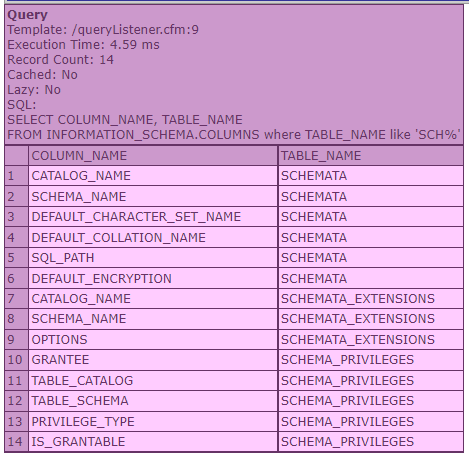 Query
Template: /queryListener.cfm:9
Execution Time: 4.59 ms
Record Count: 14
Cached: No
Lazy: No
SQL:
SELECT COLUMN_NAME, TABLE_NAME
FROM INFORMATION_SCHEMA.COLUMNS where TABLE_NAME like 'SCH%'
COLUMN_NAME TABLE_NAME
1 CATALOG_NAME SCHEMATA
2 SCHEMA_NAME SCHEMATA
3 DEFAULT_CHARACTER_SET_NAME SCHEMATA
4 DEFAULT_COLLATION_NAME SCHEMATA
5 SQL_PATH SCHEMATA
6 DEFAULT_ENCRYPTION SCHEMATA
7 CATALOG_NAME SCHEMATA_EXTENSIONS
8 SCHEMA_NAME SCHEMATA_EXTENSIONS
9 OPTIONS SCHEMATA_EXTENSIONS
10 GRANTEE SCHEMA_PRIVILEGES
11 TABLE_CATALOG SCHEMA_PRIVILEGES
12 TABLE_SCHEMA SCHEMA_PRIVILEGES
13 PRIVILEGE_TYPE SCHEMA_PRIVILEGES
14 IS_GRANTABLE SCHEMA_PRIVILEGES